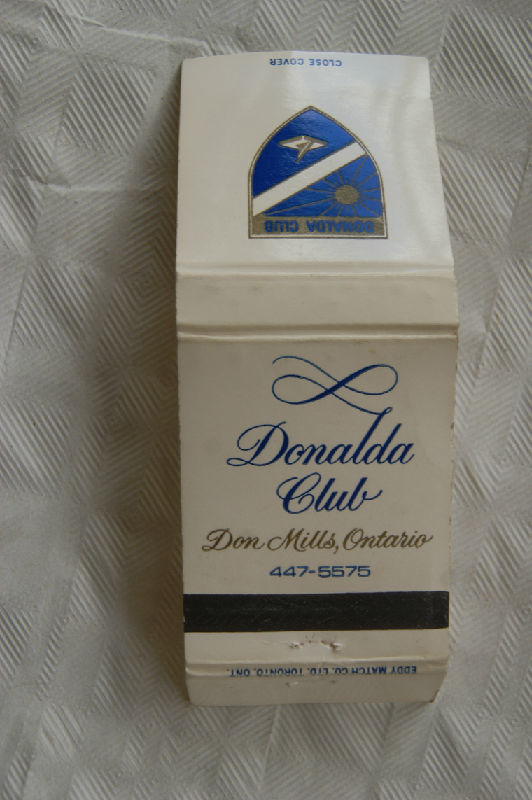 CLOSE COVER
DONALDA CLUB
Donalda
Club
Don Mills, Ontario
447-5575
EDDY MATCH CO. LTD. TORONTO, ONT.